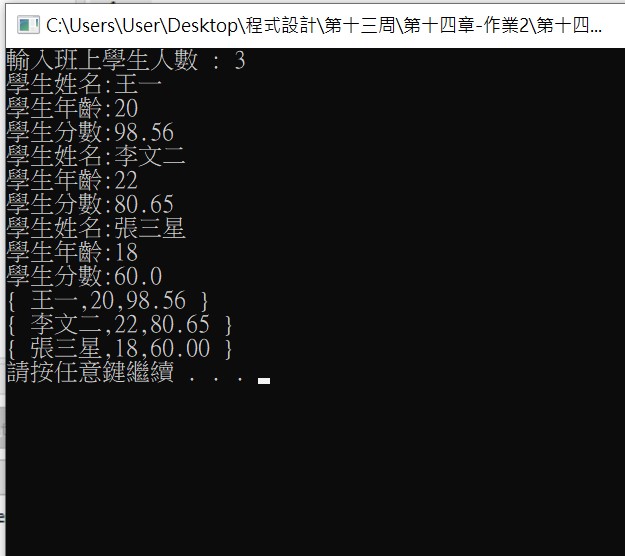 C:\Users\User\Desktop\程式設計\第十三周\第十四章-作業2\第十四...
輸入班上學生人數 : 3
學生姓名:王一
學生年齡:20
學生分數:98.56
學生姓名:李文二
學生年齡:22
學生分數:80.65
學生姓名:張三星
學生年齡:18
學生分數:60.0
{ 王一,20,98.56 }
{ 李文二,22,80.65 }
{ 張三星,18,60.00 }
請按任意鍵繼續 . . .